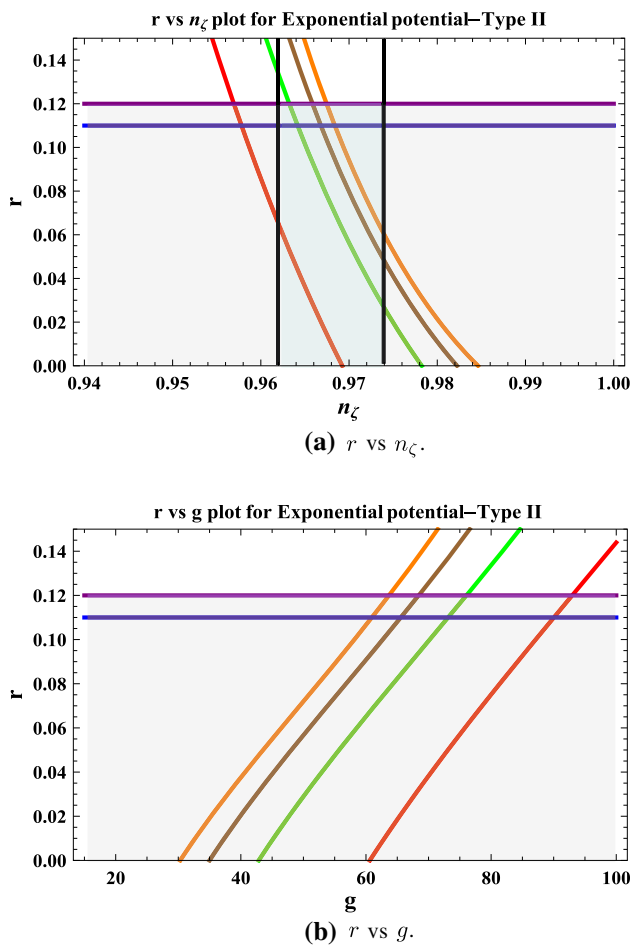 r vs nζ plot for Exponential potential–Type II
0.14
0.12
0.10
0.08
0.06
0.04
0.02
0.00
r
0.94 0.95 0.96 0.97 0.98 0.99 1.00
nζ
(a) r vs nζ.
r vs g plot for Exponential potential–Type II
0.14
0.12
0.10
0.08
0.06
0.04
0.02
0.00
r
20 40 60 80 100
g
(b) r vs g.